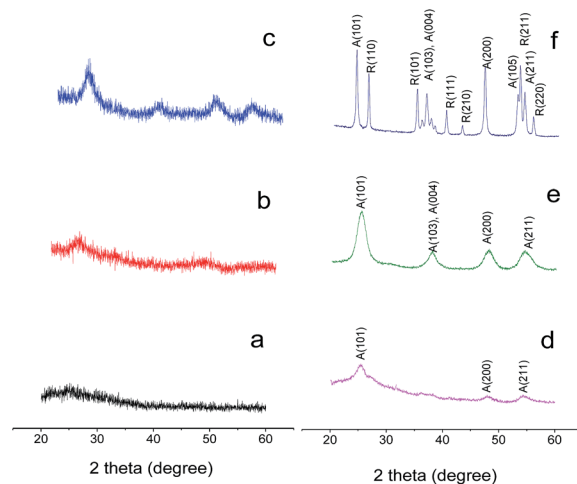 c
b
a
20 30 40 50 60
2 theta (degree)
f
A(101)
R(110)
R(101)
A(103), A(004)
R(111)
R(210)
A(200)
A(105)
R(211)
A(211)
R(220)
e
A(101)
A(103), A(004)
A(200)
A(211)
d
A(101)
A(200)
A(211)
20 30 40 50 60
2 theta (degree)